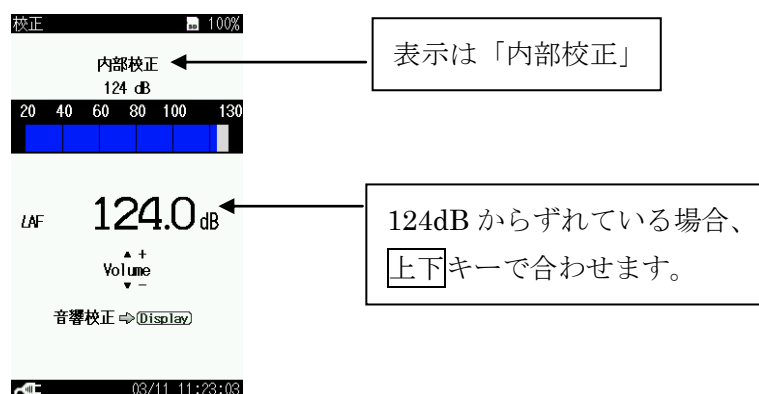 校正 100%
内部校正
124 dB
20 40 60 80 100 130
LAF 124.0 dB
▲ +
Volume
▼ −
音響校正 ⇨ Display
03/11 11:23:03
表示は「内部校正」
124dB からずれている場合、
上下キーで合わせます。